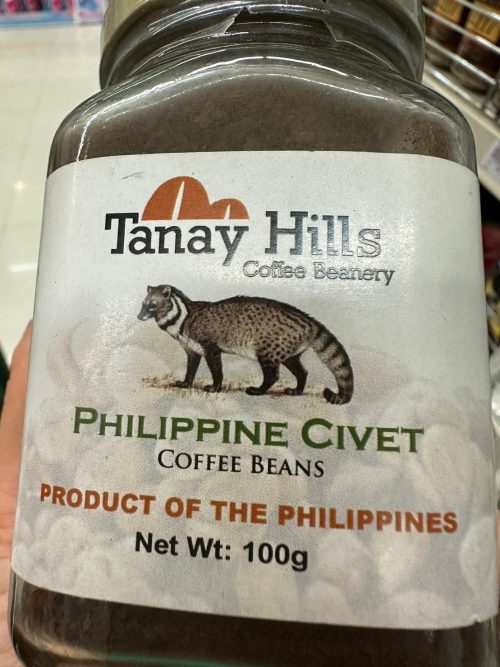 Tanay Hills
Coffee Beanery
PHILIPPINE CIVET
COFFEE BEANS
PRODUCT OF THE PHILIPPINES
Net Wt: 100g